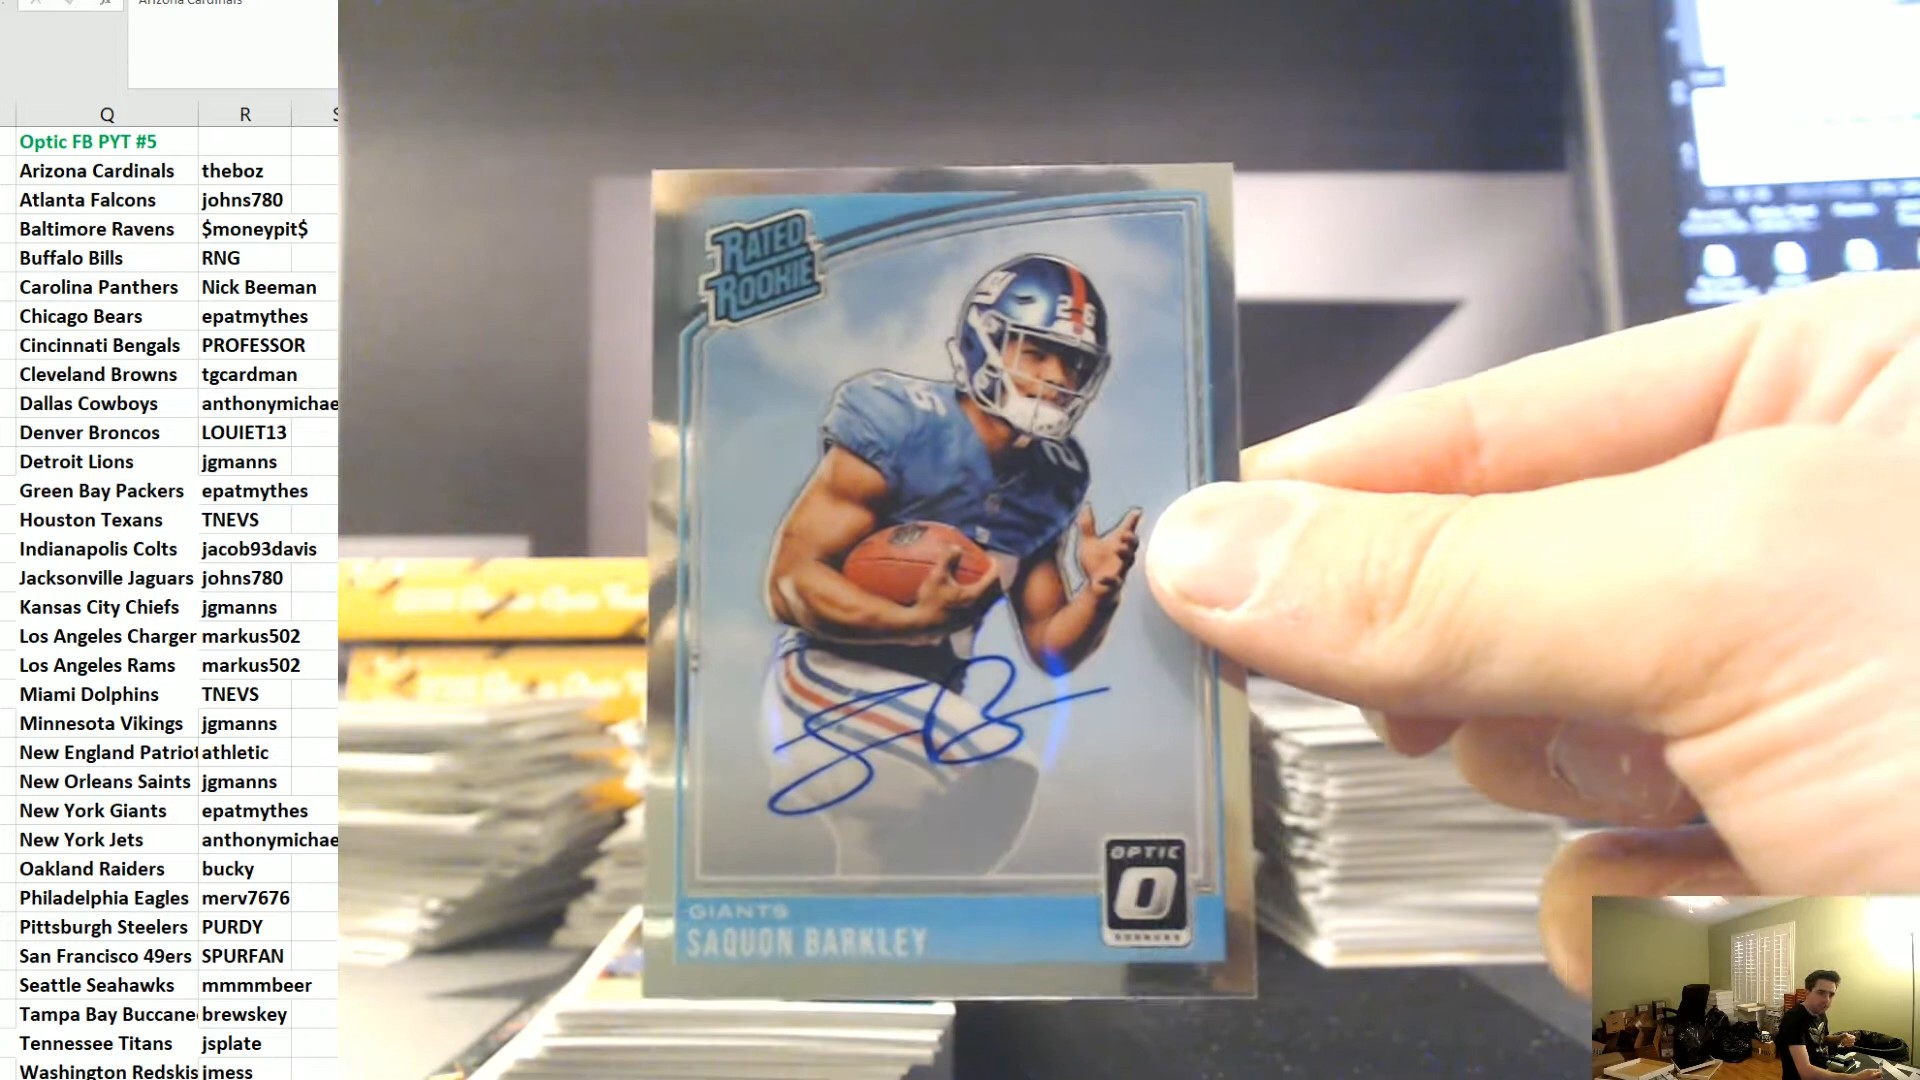 Arizona Cardinals
Q R
Optic FB PYT #5
Arizona Cardinals theboz
Atlanta Falcons johns780
Baltimore Ravens $moneypit$
Buffalo Bills RNG
Carolina Panthers Nick Beeman
Chicago Bears epatmythes
Cincinnati Bengals PROFESSOR
Cleveland Browns tgcardman
Dallas Cowboys anthonymichae
Denver Broncos LOUIET13
Detroit Lions jgmanns
Green Bay Packers epatmythes
Houston Texans TNEVS
Indianapolis Colts jacob93davis
Jacksonville Jaguars johns780
Kansas City Chiefs jgmanns
Los Angeles Charger markus502
Los Angeles Rams markus502
Miami Dolphins TNEVS
Minnesota Vikings jgmanns
New England Patriot athletic
New Orleans Saints jgmanns
New York Giants epatmythes
New York Jets anthonymichae
Oakland Raiders bucky
Philadelphia Eagles merv7676
Pittsburgh Steelers PURDY
San Francisco 49ers SPURFAN
Seattle Seahawks mmmmbeer
Tampa Bay Buccane brewskey
Tennessee Titans jsplate
Washington Redskis jmess
RATED
ROOKIE
26
OPTIC
O
DONRUSS
GIANTS
SAQUON BARKLEY